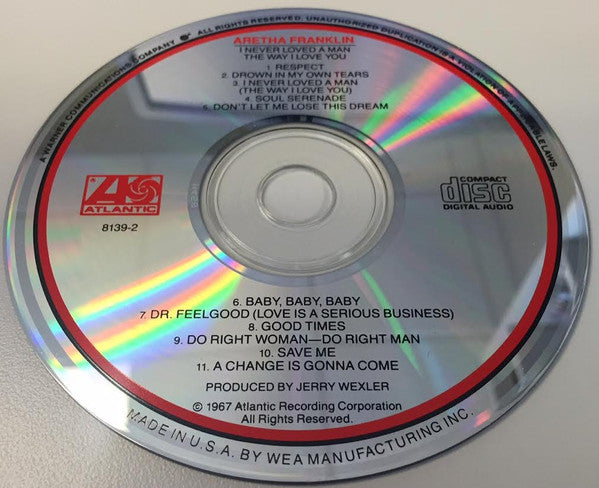 A WARNER COMMUNICATIONS COMPANY ALL RIGHTS RESERVED. UNAUTHORIZED DUPLICATION IS A VIOLATION OF APPLICABLE LAWS.
ARETHA FRANKLIN
I NEVER LOVED A MAN
THE WAY I LOVE YOU
1. RESPECT
2. DROWN IN MY OWN TEARS
3. I NEVER LOVED A MAN
(THE WAY I LOVE YOU)
4. SOUL SERENADE
5. DON'T LET ME LOSE THIS DREAM
ATLANTIC
8139-2
COMPACT
disc
DIGITAL AUDIO
6. BABY, BABY, BABY
7. DR. FEELGOOD (LOVE IS A SERIOUS BUSINESS)
8. GOOD TIMES
9. DO RIGHT WOMAN—DO RIGHT MAN
10. SAVE ME
11. A CHANGE IS GONNA COME
PRODUCED BY JERRY WEXLER
© 1967 Atlantic Recording Corporation
All Rights Reserved.
MADE IN U.S.A. BY WEA MANUFACTURING INC.